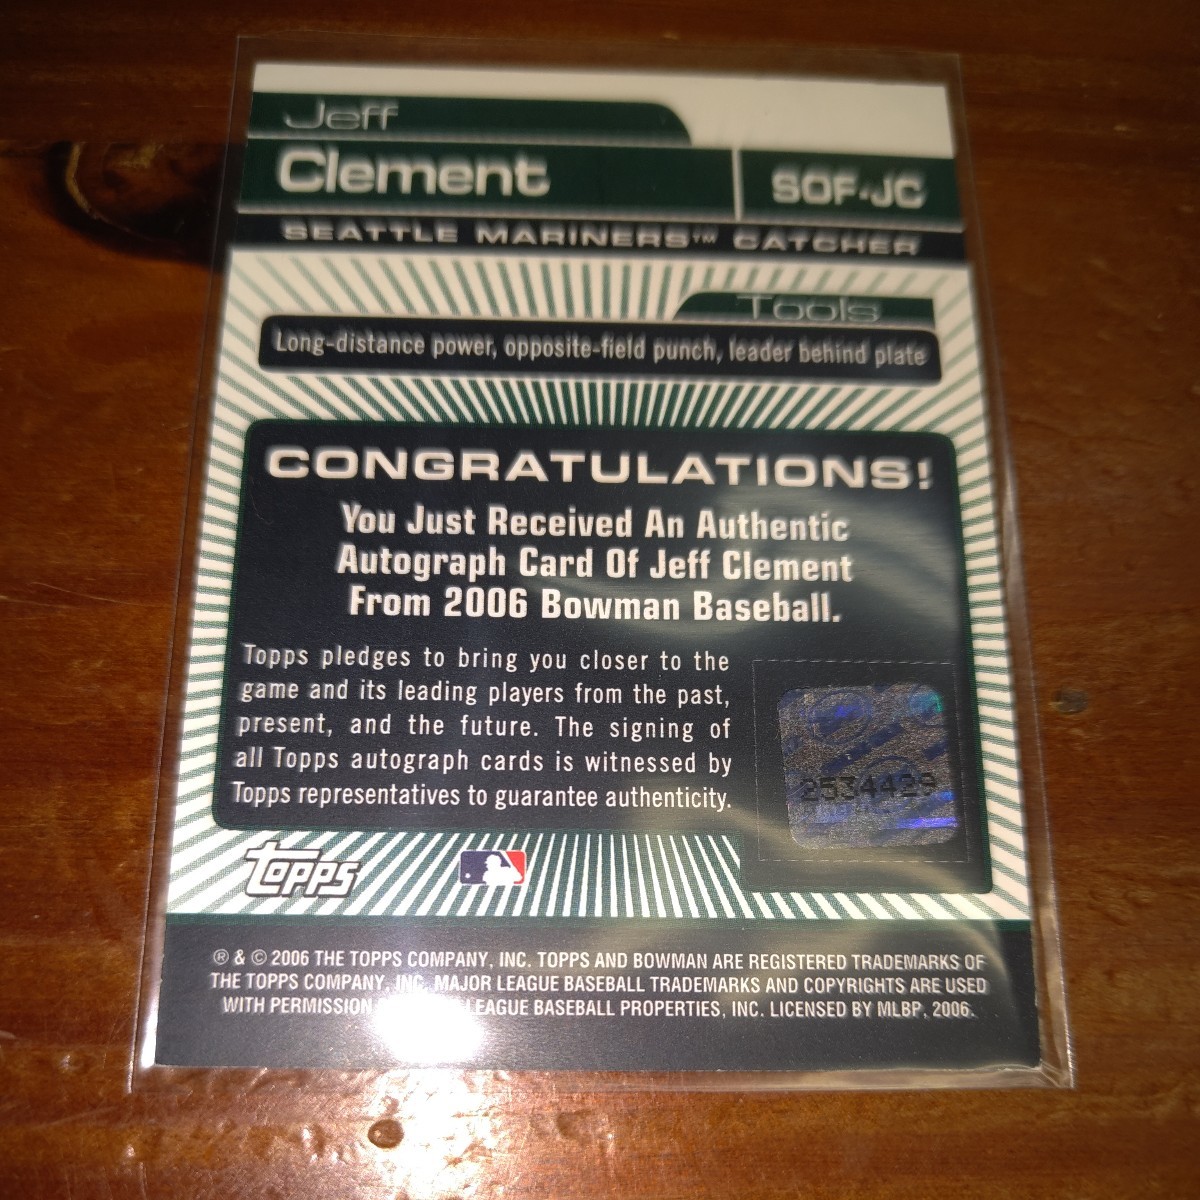 Jeff
Clement
SOF-JC
SEATTLE MARINERS™ CATCHER
Tools
Long-distance power, opposite-field punch, leader behind plate
CONGRATULATIONS!
You Just Received An Authentic
Autograph Card Of Jeff Clement
From 2006 Bowman Baseball.
Topps pledges to bring you closer to the
game and its leading players from the past,
present, and the future. The signing of
all Topps autograph cards is witnessed by
Topps representatives to guarantee authenticity.
2534429
topps
® & © 2006 THE TOPPS COMPANY, INC. TOPPS AND BOWMAN ARE REGISTERED TRADEMARKS OF
THE TOPPS COMPANY, INC. MAJOR LEAGUE BASEBALL TRADEMARKS AND COPYRIGHTS ARE USED
WITH PERMISSION LEAGUE BASEBALL PROPERTIES, INC. LICENSED BY MLBP, 2006.